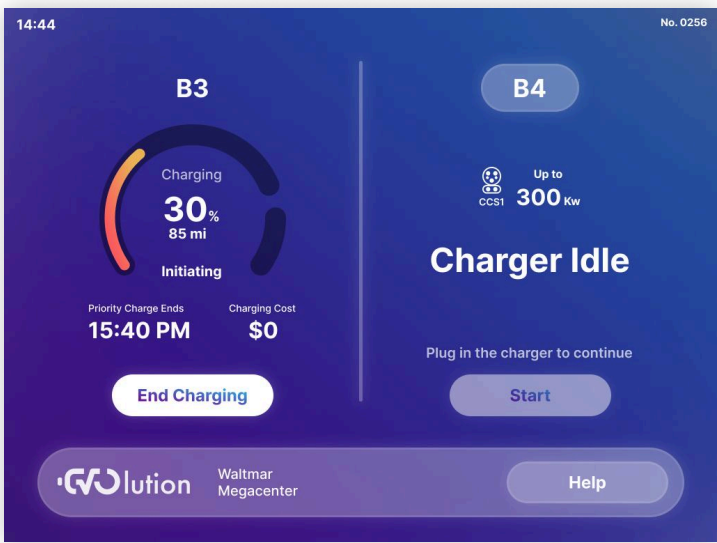 14:44
No. 0256
B3
Charging
30%
85 mi
Initiating
Priority Charge Ends
15:40 PM
Charging Cost
$0
End Charging
B4
CCS1
Up to
300 Kw
Charger Idle
Plug in the charger to continue
Start
EVOlution
Waltmar
Megacenter
Help